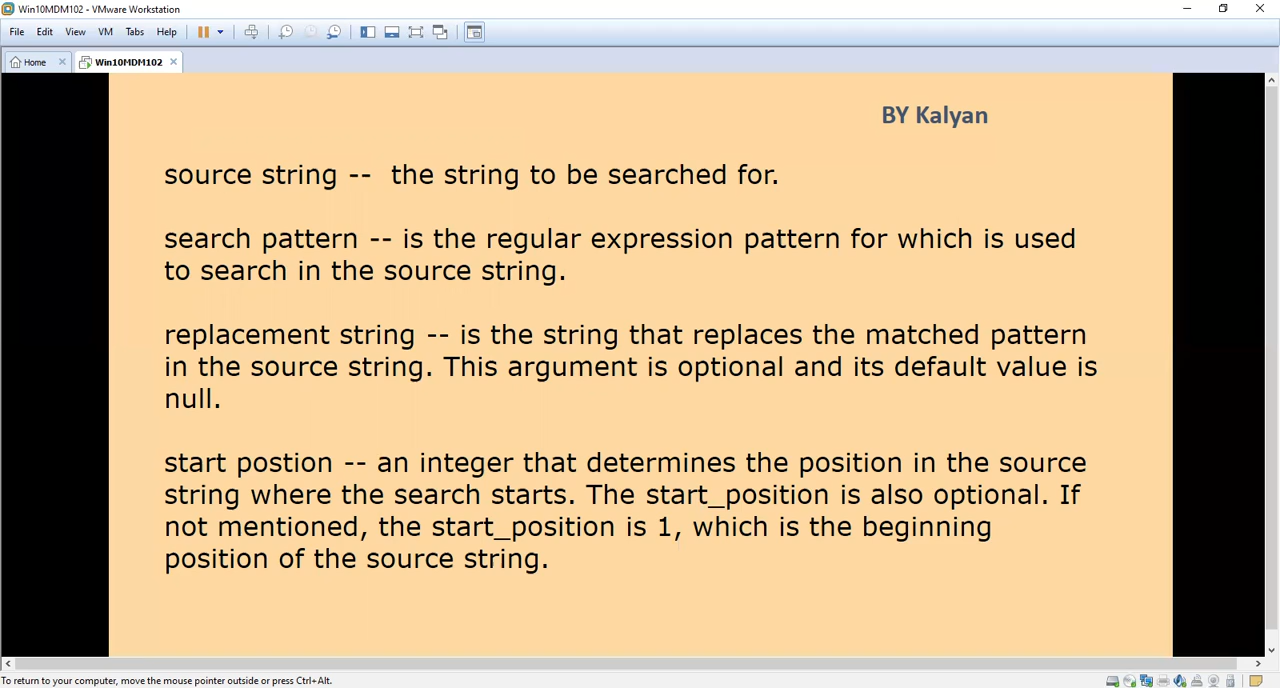 Win10MDM102 - VMware Workstation
File Edit View VM Tabs Help
Home Win10MDM102
BY Kalyan
source string -- the string to be searched for.
search pattern -- is the regular expression pattern for which is used
to search in the source string.
replacement string -- is the string that replaces the matched pattern
in the source string. This argument is optional and its default value is
null.
start postion -- an integer that determines the position in the source
string where the search starts. The start_position is also optional. If
not mentioned, the start_position is 1, which is the beginning
position of the source string.
To return to your computer, move the mouse pointer outside or press Ctrl+Alt.